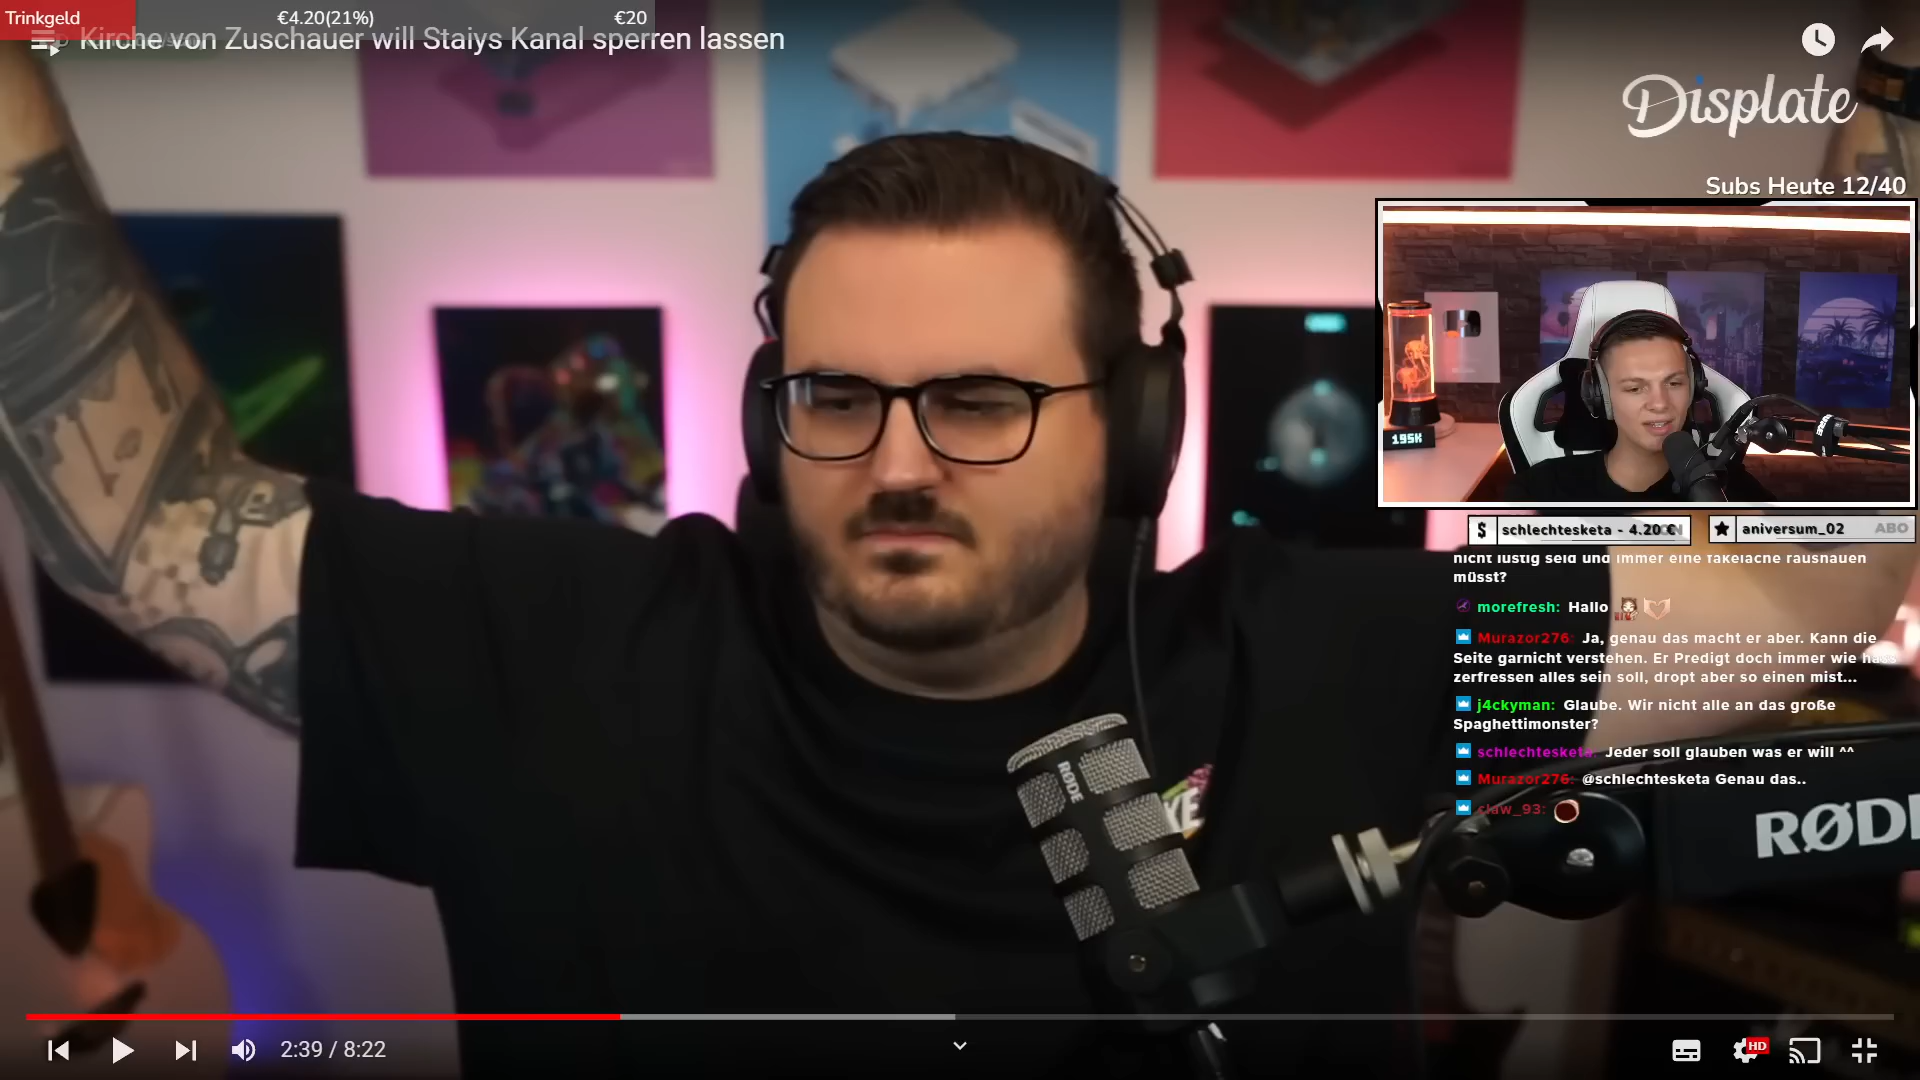 Trinkgeld €4.20(21%) €20
Kirche von Zuschauer will Staiys Kanal sperren lassen
Displate
Subs Heute 12/40
195K
schlechtesketa - 4.20 €
aniversum_02 ABO
nicht lustig seid und immer eine fakelache raushauen
müsst?
morefresh: Hallo
Murazor276: Ja, genau das macht er aber. Kann die
Seite garnicht verstehen. Er Predigt doch immer wie hass
zerfressen alles sein soll, dropt aber so einen mist...
j4ckyman: Glaube. Wir nicht alle an das große
Spaghettimonster?
schlechtesketa: Jeder soll glauben was er will ^^
Murazor276: @schlechtesketa Genau das..
claw_93:
RØDE
KE
RØD
2:39 / 8:22
HD